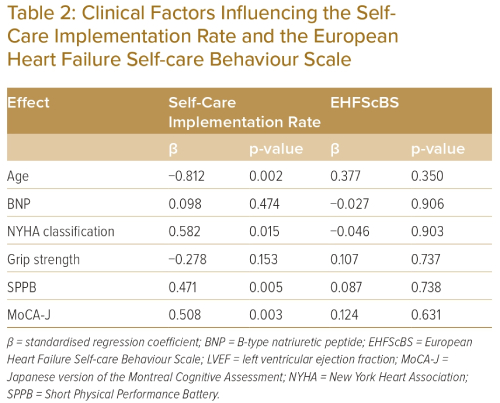 Table 2: Clinical Factors Influencing the Self-
Care Implementation Rate and the European
Heart Failure Self-care Behaviour Scale
Effect Self-Care EHFScBS
Implementation Rate
β p-value β p-value
Age −0.812 0.002 0.377 0.350
BNP 0.098 0.474 −0.027 0.906
NYHA classification 0.582 0.015 −0.046 0.903
Grip strength −0.278 0.153 0.107 0.737
SPPB 0.471 0.005 0.087 0.738
MoCA-J 0.508 0.003 0.124 0.631
β = standardised regression coefficient; BNP = B-type natriuretic peptide; EHFScBS = European
Heart Failure Self-care Behaviour Scale; LVEF = left ventricular ejection fraction; MoCA-J =
Japanese version of the Montreal Cognitive Assessment; NYHA = New York Heart Association;
SPPB = Short Physical Performance Battery.